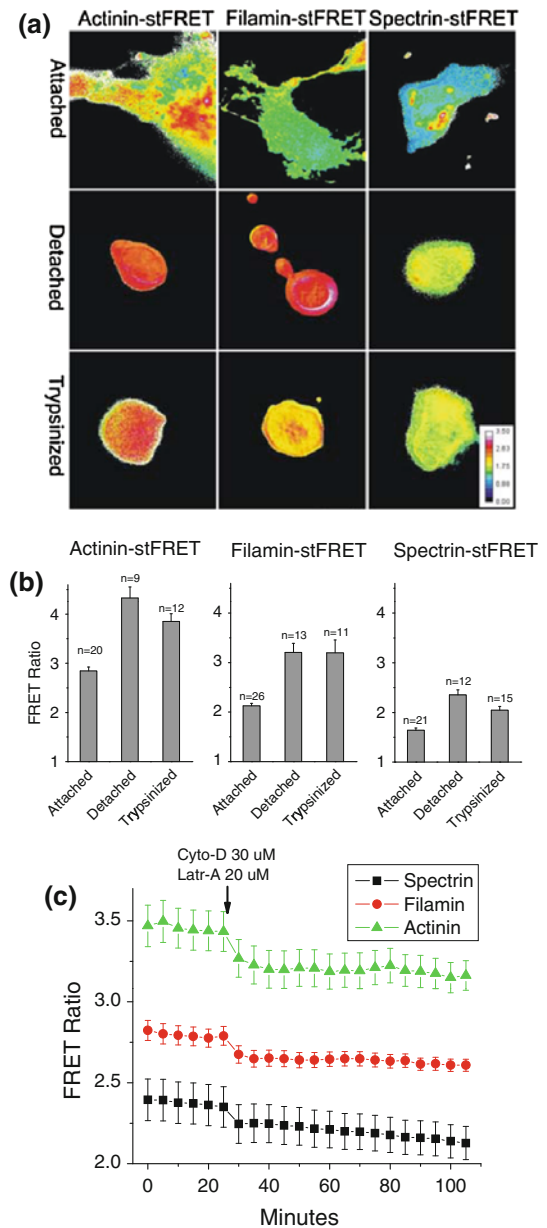 (a)
Actinin-stFRET Filamin-stFRET Spectrin-stFRET
Attached
Detached
Trypsinized
3.50
2.63
1.75
0.88
0.00
(b)
Actinin-stFRET Filamin-stFRET Spectrin-stFRET
FRET Ratio
4
3
2
1
n=20
n=9
n=12
Attached
Detached
Trypsinized
4
3
2
1
n=26
n=13
n=11
Attached
Detached
Trypsinized
4
3
2
1
n=21
n=12
n=15
Attached
Detached
Trypsinized
(c)
Cyto-D 30 uM
Latr-A 20 uM
Spectrin
Filamin
Actinin
FRET Ratio
3.5
3.0
2.5
2.0
0 20 40 60 80 100
Minutes